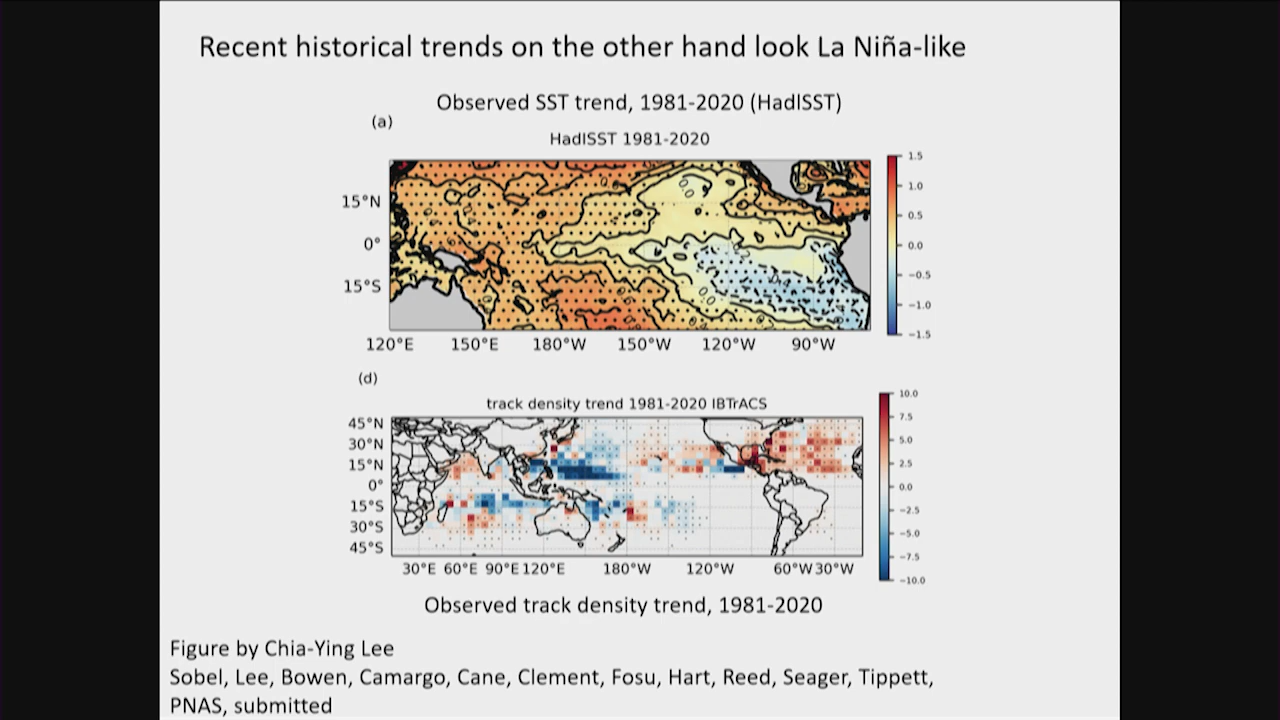 Recent historical trends on the other hand look La Niña-like
Observed SST trend, 1981-2020 (HadlSST)
(a)
HadISST 1981-2020
1.5
1.0
0.5
0.0
−0.5
−1.0
−1.5
15°N
0°
15°S
120°E 150°E 180°W 150°W 120°W 90°W
(d)
track density trend 1981-2020 IBTrACS
10.0
7.5
5.0
2.5
0.0
−2.5
−5.0
−7.5
−10.0
45°N
30°N
15°N
0°
15°S
30°S
45°S
30°E 60°E 90°E 120°E 180°W 120°W 60°W 30°W
Observed track density trend, 1981-2020
Figure by Chia-Ying Lee
Sobel, Lee, Bowen, Camargo, Cane, Clement, Fosu, Hart, Reed, Seager, Tippett,
PNAS, submitted